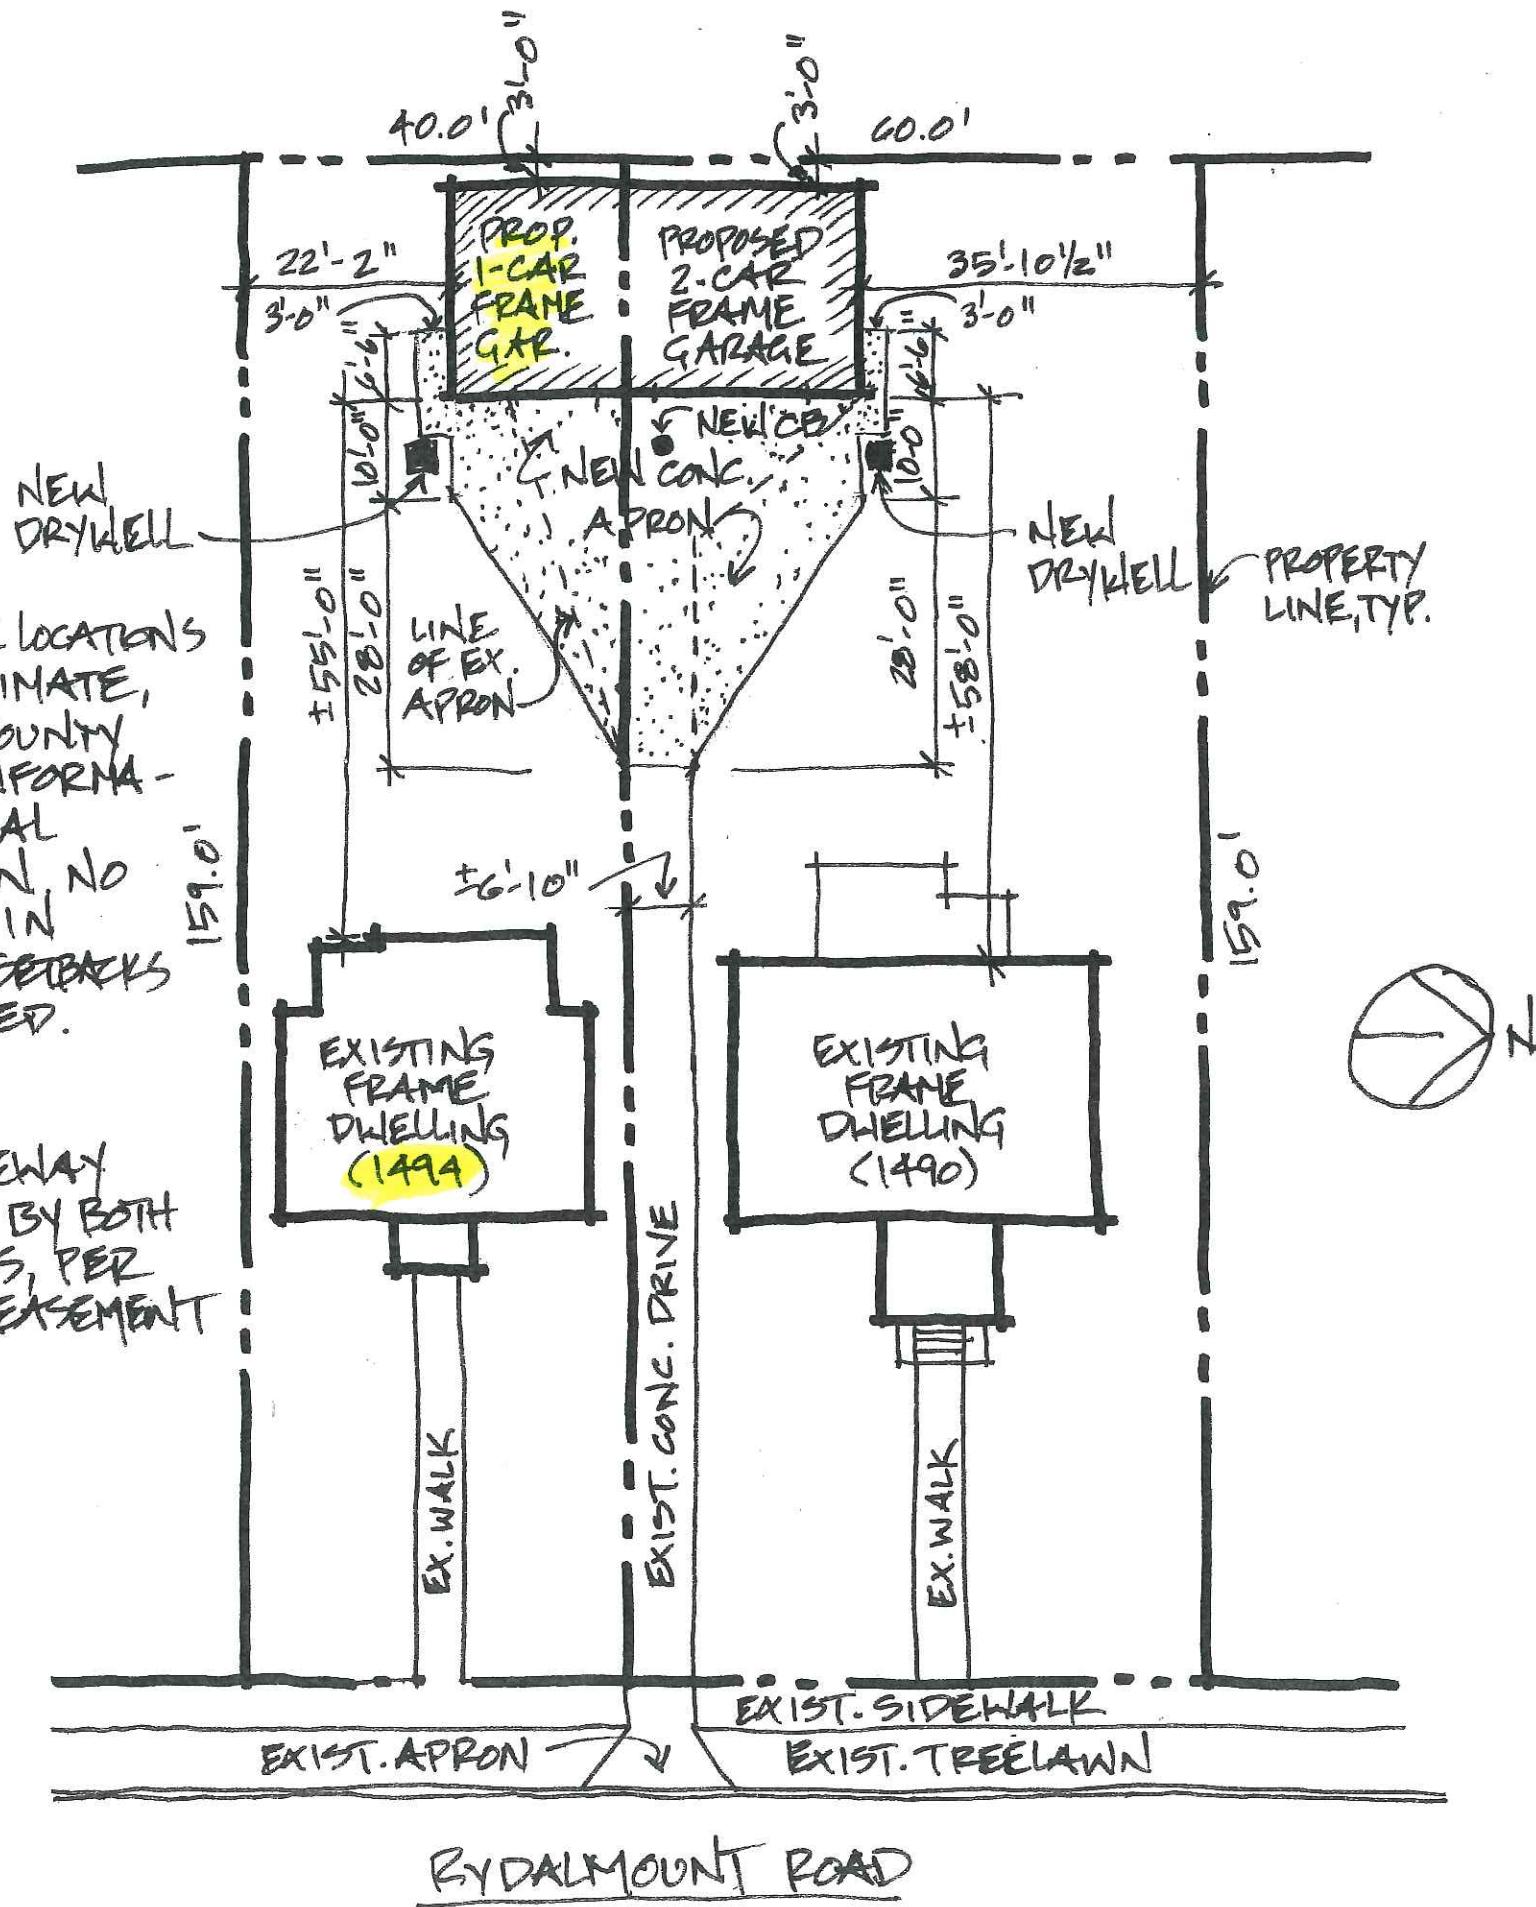 3'-0"
3'-0"
40.0'
60.0'
PROP.
1-CAR
FRAME
GAR.
PROPOSED
2-CAR
FRAME
GARAGE
22'-2"
35'-10 1/2"
3'-0"
3'-0"
6'-6"
6'-6"
10'-0"
10'-0"
NEW CB
NEW CONC.
APRON
NEW
DRYWELL
NEW
DRYWELL
PROPERTY
LINE, TYP.
LINE
OF EX.
APRON
±55'-0"
28'-0"
28'-0"
±58'-0"
LOCATIONS
IMATE,
OUNTY
FORMA-
AL
N, NO
IN
SETBACKS
ED.
159.0'
159.0'
±6'-10"
EXISTING
FRAME
DWELLING
(1494)
EXISTING
FRAME
DWELLING
(1490)
N
EWAY
BY BOTH
S, PER
EASEMENT
EX. WALK
EXIST. CONC. DRIVE
EX. WALK
EXIST. SIDEWALK
EXIST. APRON
EXIST. TREELAWN
RYDALMOUNT ROAD